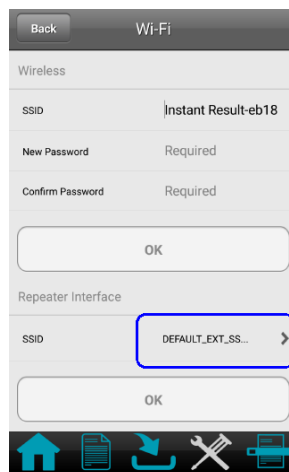 Back Wi-Fi
Wireless
SSID Instant Result-eb18
New Password Required
Confirm Password Required
OK
Repeater Interface
SSID DEFAULT_EXT_SS...
OK